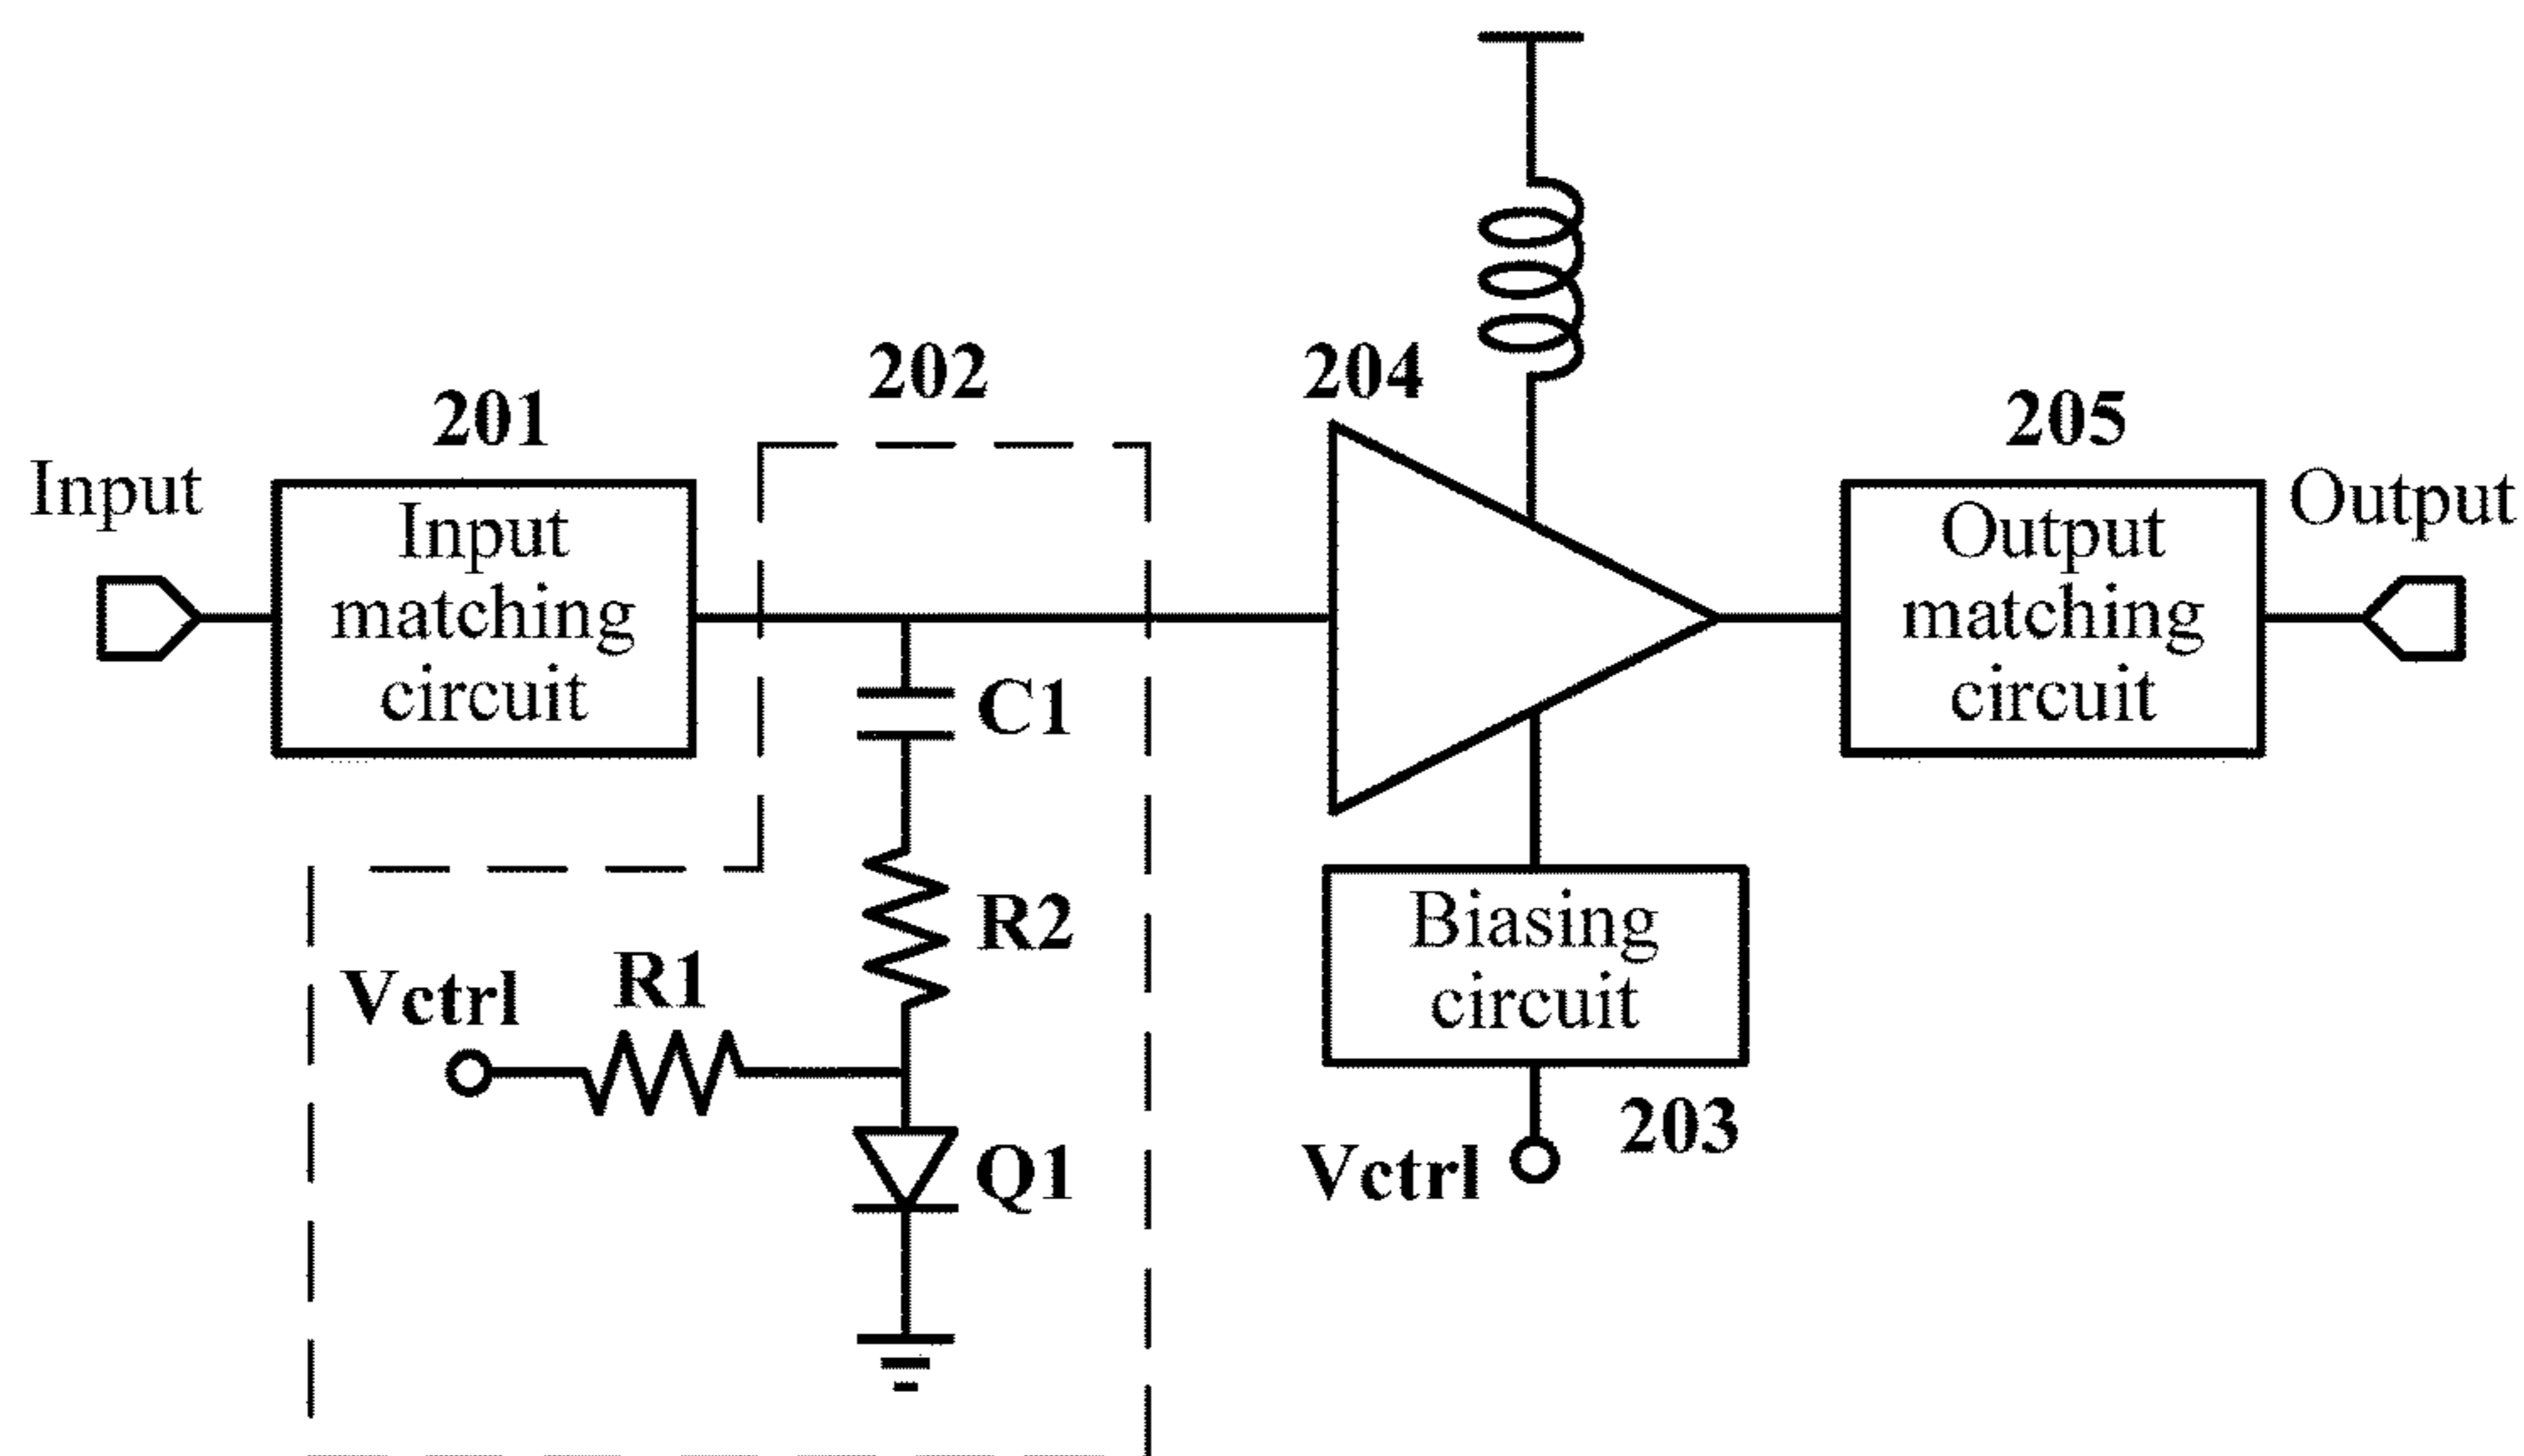 202
204
201
205
Input
Output
Input
matching
circuit
Output
matching
circuit
C1
R2
Biasing
circuit
R1
Vctrl
203
Q1
Vctrl